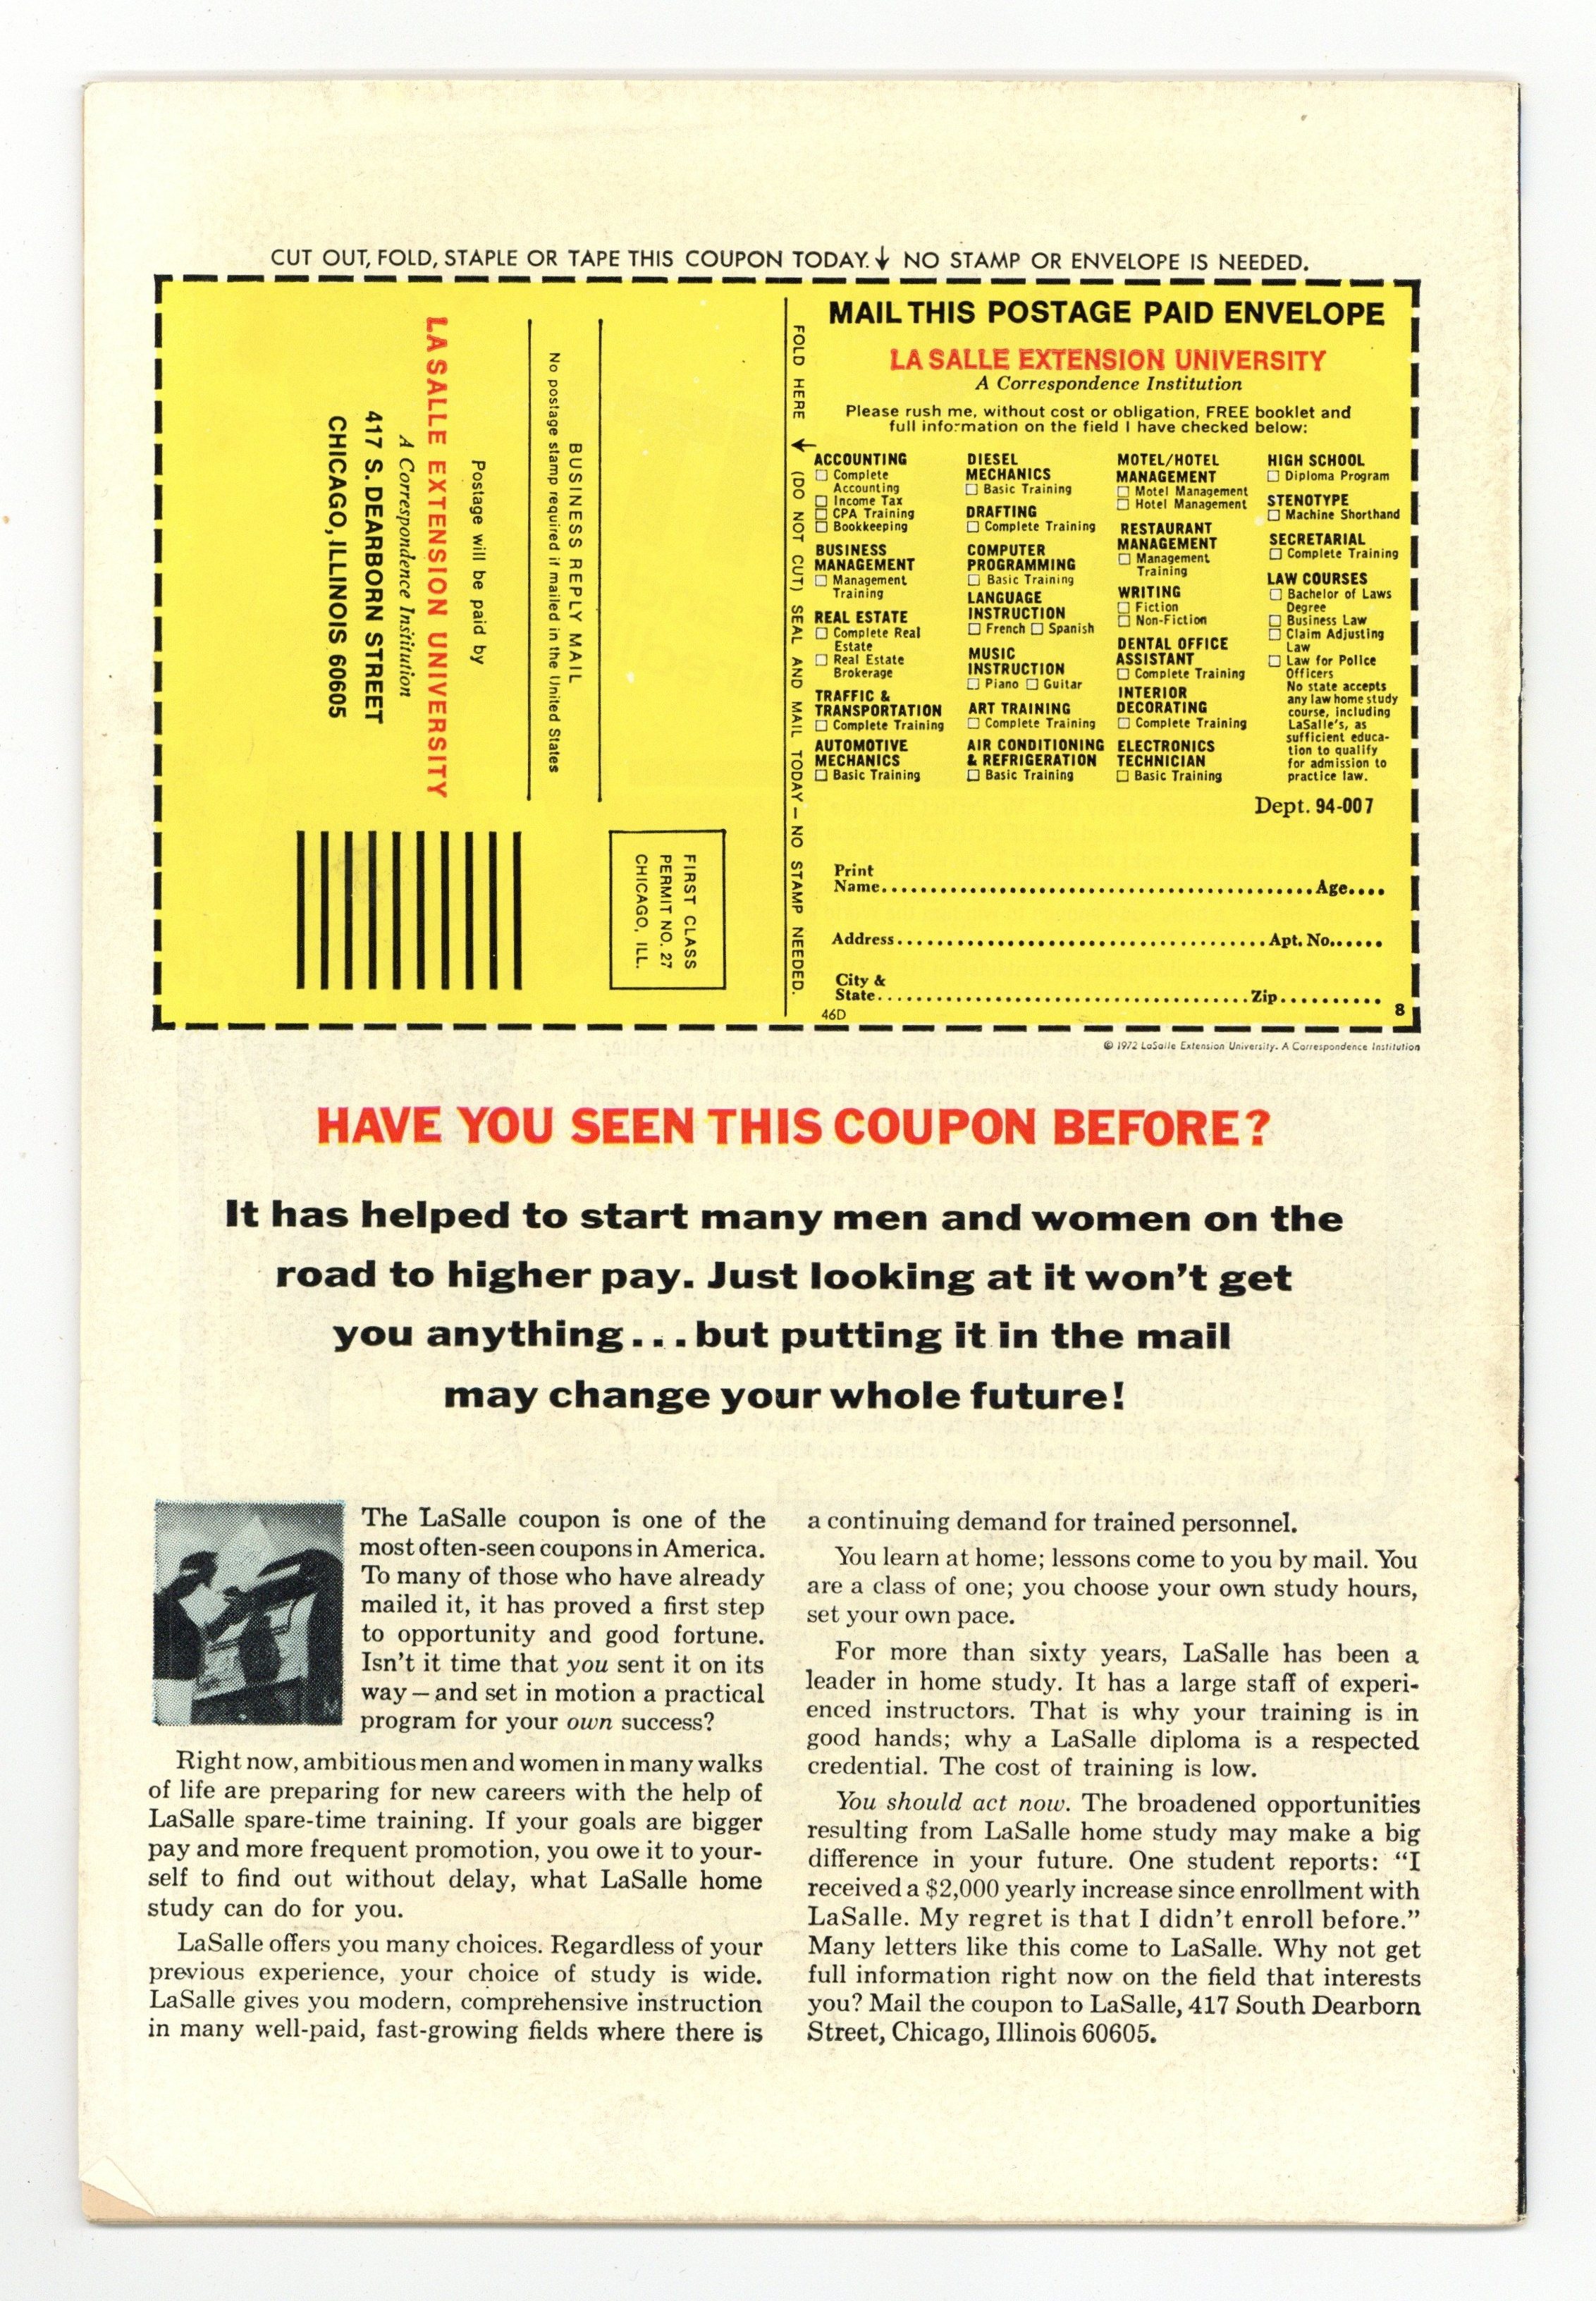 CUT OUT, FOLD, STAPLE OR TAPE THIS COUPON TODAY. ↓ NO STAMP OR ENVELOPE IS NEEDED.
LA SALLE EXTENSION UNIVERSITY
A Correspondence Institution
417 S. DEARBORN STREET
CHICAGO, ILLINOIS 60605
Postage will be paid by
No postage stamp required if mailed in the United States
BUSINESS REPLY MAIL
FIRST CLASS
PERMIT NO. 27
CHICAGO, ILL.
FOLD HERE ↓ (DO NOT CUT) SEAL AND MAIL TODAY — NO STAMP NEEDED.
MAIL THIS POSTAGE PAID ENVELOPE
LA SALLE EXTENSION UNIVERSITY
A Correspondence Institution
Please rush me, without cost or obligation, FREE booklet and
full information on the field I have checked below:
ACCOUNTING
☐ Complete
Accounting
☐ Income Tax
☐ CPA Training
☐ Bookkeeping
BUSINESS
MANAGEMENT
☐ Management
Training
REAL ESTATE
☐ Complete Real
Estate
☐ Real Estate
Brokerage
TRAFFIC &
TRANSPORTATION
☐ Complete Training
AUTOMOTIVE
MECHANICS
☐ Basic Training
DIESEL
MECHANICS
☐ Basic Training
DRAFTING
☐ Complete Training
COMPUTER
PROGRAMMING
☐ Basic Training
LANGUAGE
INSTRUCTION
☐ French ☐ Spanish
MUSIC
INSTRUCTION
☐ Piano ☐ Guitar
ART TRAINING
☐ Complete Training
AIR CONDITIONING
& REFRIGERATION
☐ Basic Training
MOTEL/HOTEL
MANAGEMENT
☐ Motel Management
☐ Hotel Management
RESTAURANT
MANAGEMENT
☐ Management
Training
WRITING
☐ Fiction
☐ Non-Fiction
DENTAL OFFICE
ASSISTANT
☐ Complete Training
INTERIOR
DECORATING
☐ Complete Training
ELECTRONICS
TECHNICIAN
☐ Basic Training
HIGH SCHOOL
☐ Diploma Program
STENOTYPE
☐ Machine Shorthand
SECRETARIAL
☐ Complete Training
LAW COURSES
☐ Bachelor of Laws
Degree
☐ Business Law
☐ Claim Adjusting
Law
☐ Law for Police
Officers
No state accepts
any law home study
course, including
LaSalle's, as
sufficient educa-
tion to qualify
for admission to
practice law.
Dept. 94-007
Print
Name.......................................... Age....
Address.................................... Apt. No......
City &
State.................................... Zip..........
46D
8
© 1972 LaSalle Extension University. A Correspondence Institution
HAVE YOU SEEN THIS COUPON BEFORE?
It has helped to start many men and women on the
road to higher pay. Just looking at it won't get
you anything...but putting it in the mail
may change your whole future!
The LaSalle coupon is one of the
most often-seen coupons in America.
To many of those who have already
mailed it, it has proved a first step
to opportunity and good fortune.
Isn't it time that you sent it on its
way—and set in motion a practical
program for your own success?
Right now, ambitious men and women in many walks
of life are preparing for new careers with the help of
LaSalle spare-time training. If your goals are bigger
pay and more frequent promotion, you owe it to your-
self to find out without delay, what LaSalle home
study can do for you.
LaSalle offers you many choices. Regardless of your
previous experience, your choice of study is wide.
LaSalle gives you modern, comprehensive instruction
in many well-paid, fast-growing fields where there is
a continuing demand for trained personnel.
You learn at home; lessons come to you by mail. You
are a class of one; you choose your own study hours,
set your own pace.
For more than sixty years, LaSalle has been a
leader in home study. It has a large staff of experi-
enced instructors. That is why your training is in
good hands; why a LaSalle diploma is a respected
credential. The cost of training is low.
You should act now. The broadened opportunities
resulting from LaSalle home study may make a big
difference in your future. One student reports: "I
received a $2,000 yearly increase since enrollment with
LaSalle. My regret is that I didn't enroll before."
Many letters like this come to LaSalle. Why not get
full information right now on the field that interests
you? Mail the coupon to LaSalle, 417 South Dearborn
Street, Chicago, Illinois 60605.